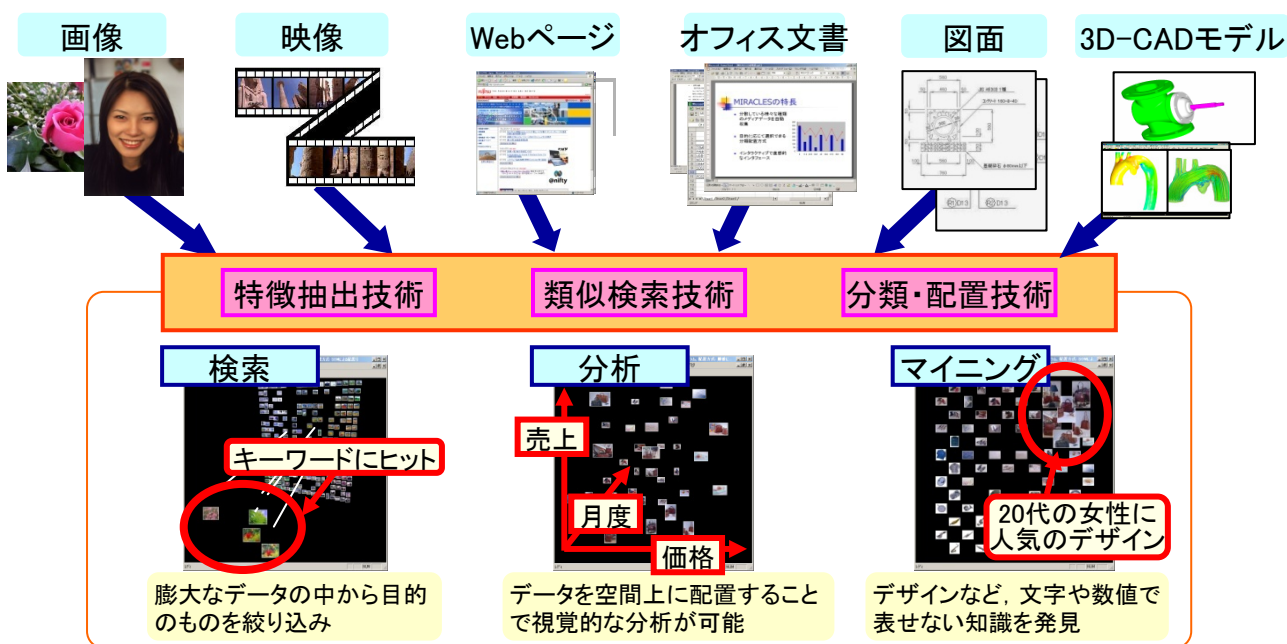 画像
映像
Webページ
オフィス文書
図面
3D-CADモデル
@nifty
MIRACLESの特長
特徴抽出技術
類似検索技術
分類・配置技術
検索
キーワードにヒット
膨大なデータの中から目的
のものを絞り込み
分析
売上
月度
価格
データを空間上に配置すること
で視覚的な分析が可能
マイニング
20代の女性に
人気のデザイン
デザインなど，文字や数値で
表せない知識を発見